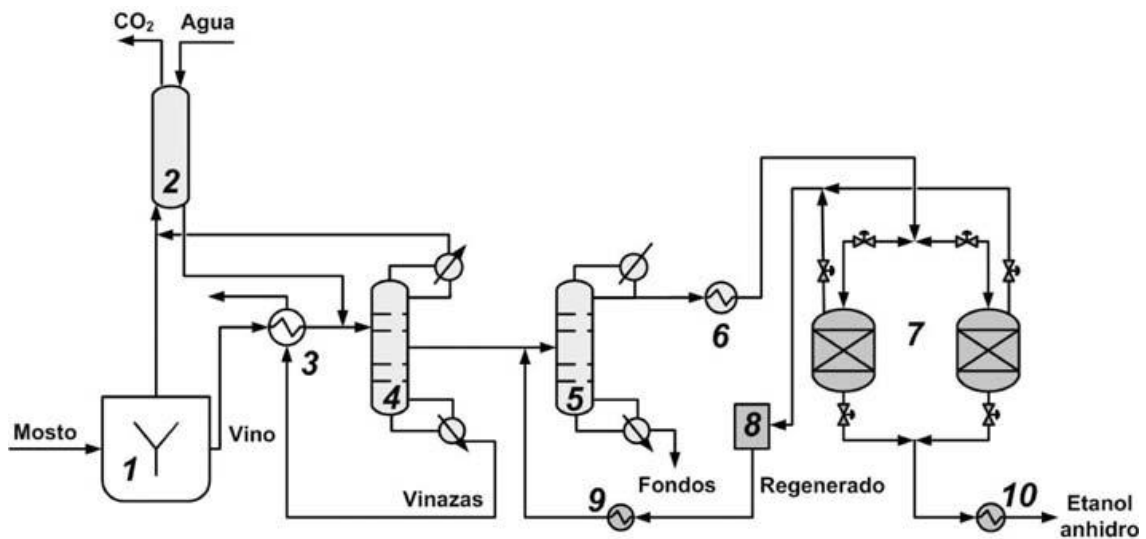 CO₂
Agua
2
3
6
7
4
5
8
Mosto
1
Vino
Vinazas
9
Fondos
Regenerado
10
Etanol
anhidro